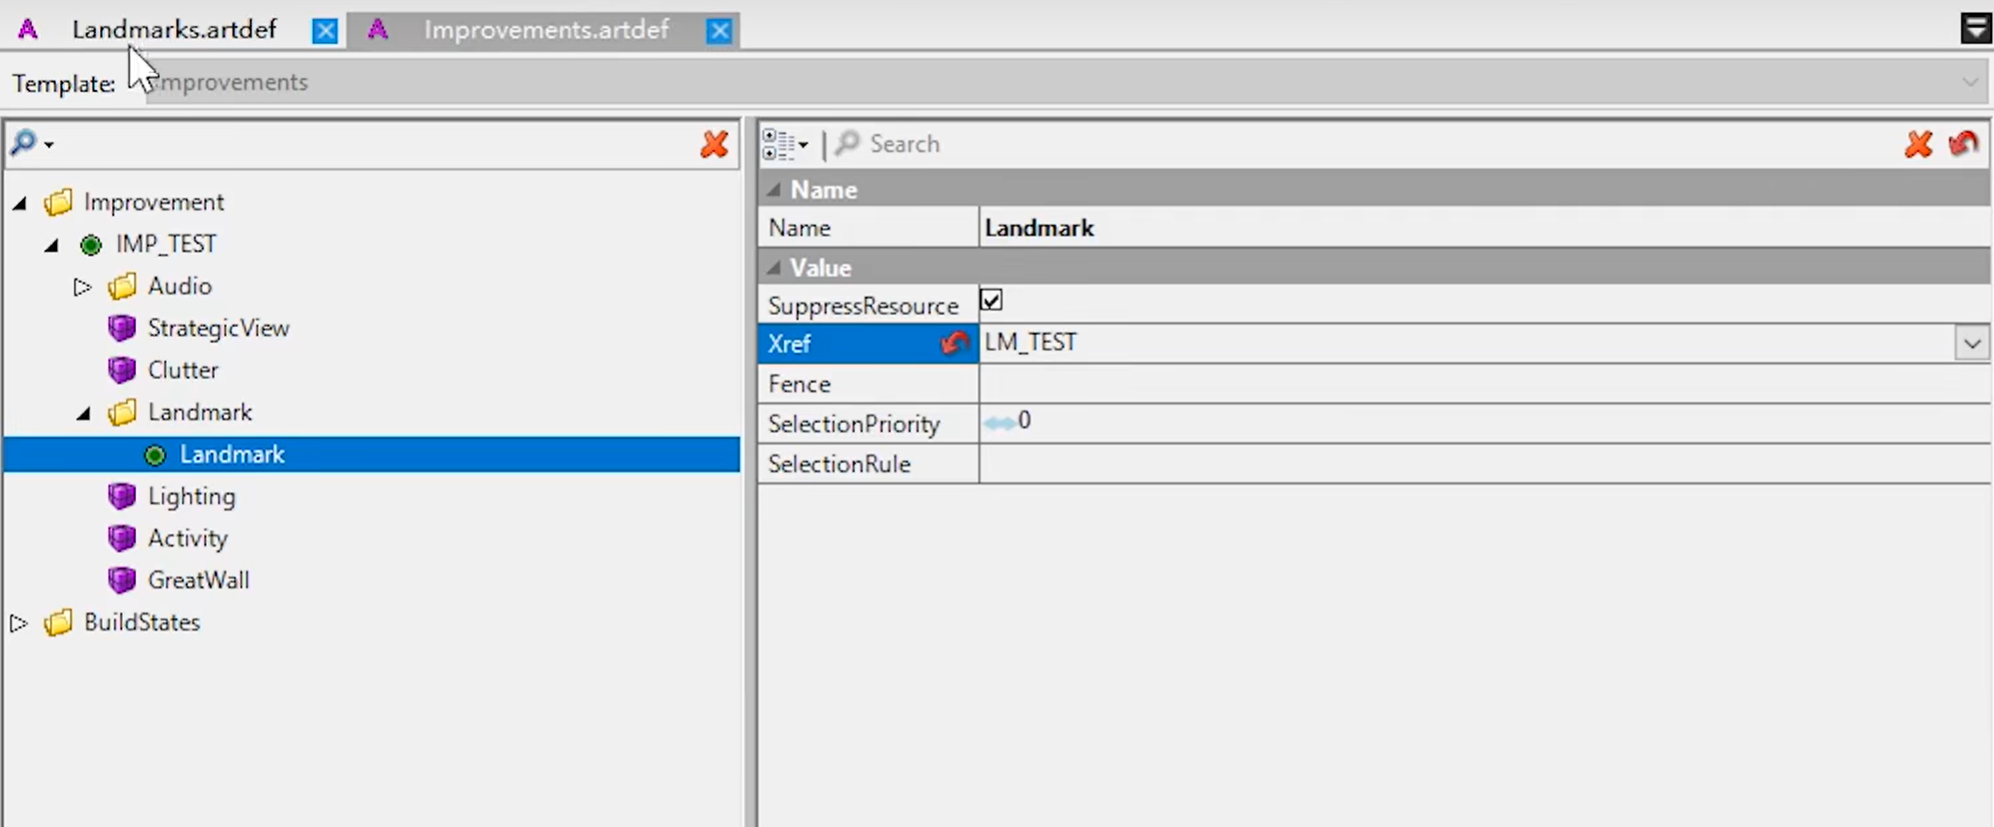 Landmarks.artdef
Improvements.artdef
Template:
Improvements
Search
Improvement
IMP_TEST
Audio
StrategicView
Clutter
Landmark
Landmark
Lighting
Activity
GreatWall
BuildStates
Name
Name
Landmark
Value
SuppressResource
Xref
LM_TEST
Fence
SelectionPriority
0
SelectionRule